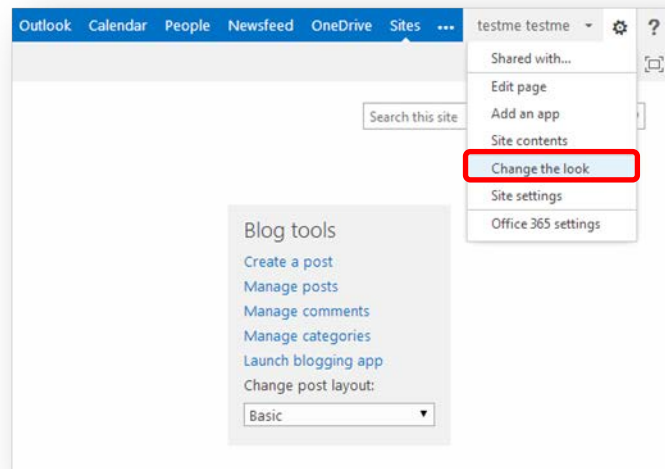 Outlook Calendar People Newsfeed OneDrive Sites ... testme testme ?
Shared with...
Edit page
Search this site
Add an app
Site contents
Change the look
Site settings
Office 365 settings
Blog tools
Create a post
Manage posts
Manage comments
Manage categories
Launch blogging app
Change post layout:
Basic